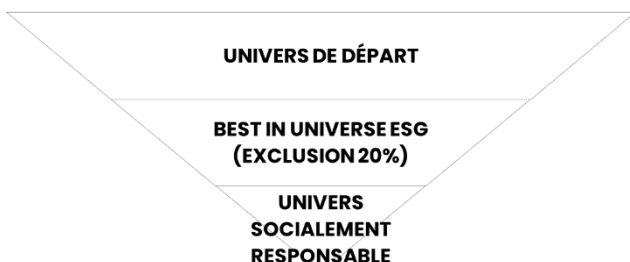 UNIVERS DE DÉPART
BEST IN UNIVERSE ESG
(EXCLUSION 20%)
UNIVERS
SOCIALEMENT
RESPONSABLE